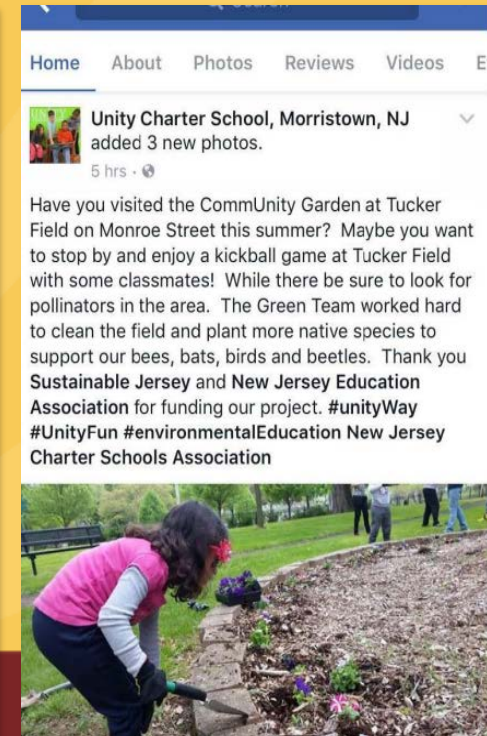 Home About Photos Reviews Videos E
Unity Charter School, Morristown, NJ
added 3 new photos.
5 hrs ·
Have you visited the CommUnity Garden at Tucker
Field on Monroe Street this summer? Maybe you want
to stop by and enjoy a kickball game at Tucker Field
with some classmates! While there be sure to look for
pollinators in the area. The Green Team worked hard
to clean the field and plant more native species to
support our bees, bats, birds and beetles. Thank you
Sustainable Jersey and New Jersey Education
Association for funding our project. #unityWay
#UnityFun #environmentalEducation New Jersey
Charter Schools Association